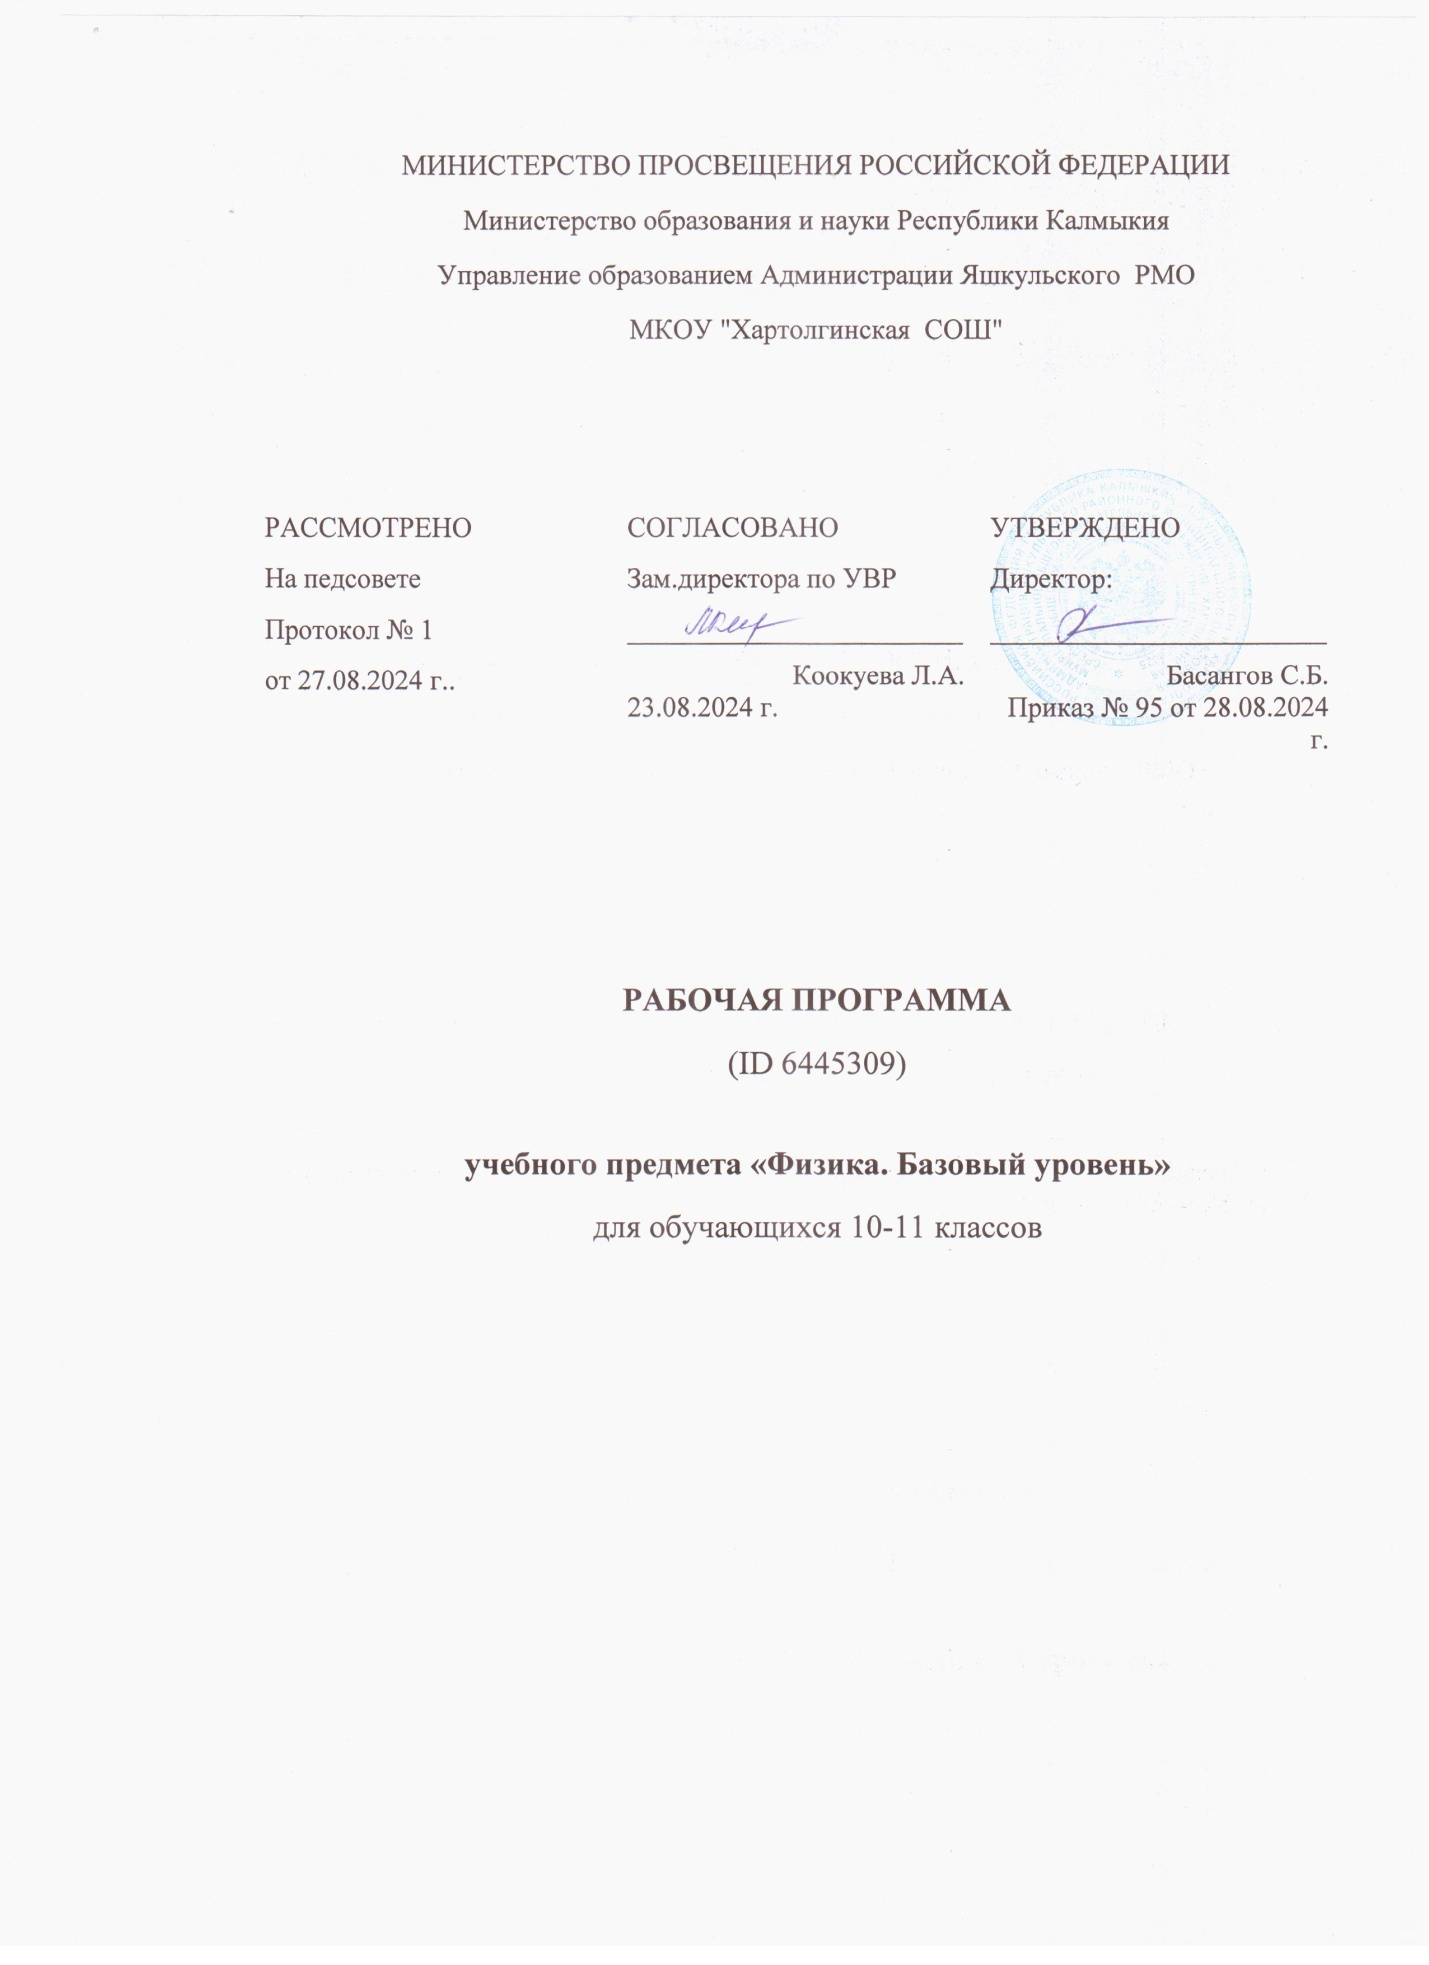 МИНИСТЕРСТВО ПРОСВЕЩЕНИЯ РОССИЙСКОЙ ФЕДЕРАЦИИ
Министерство образования и науки Республики Калмыкия
Управление образованием Администрации Яшкульского РМО
МКОУ "Хартолгинская СОШ"
РАССМОТРЕНО
На педсовете
Протокол № 1
от 27.08.2024 г..
СОГЛАСОВАНО
Зам.директора по УВР
Коокуева Л.А.
23.08.2024 г.
УТВЕРЖДЕНО
Директор:
Басангов С.Б.
Приказ № 95 от 28.08.2024
г.
РАБОЧАЯ ПРОГРАММА
(ID 6445309)
учебного предмета «Физика. Базовый уровень»
для обучающихся 10-11 классов